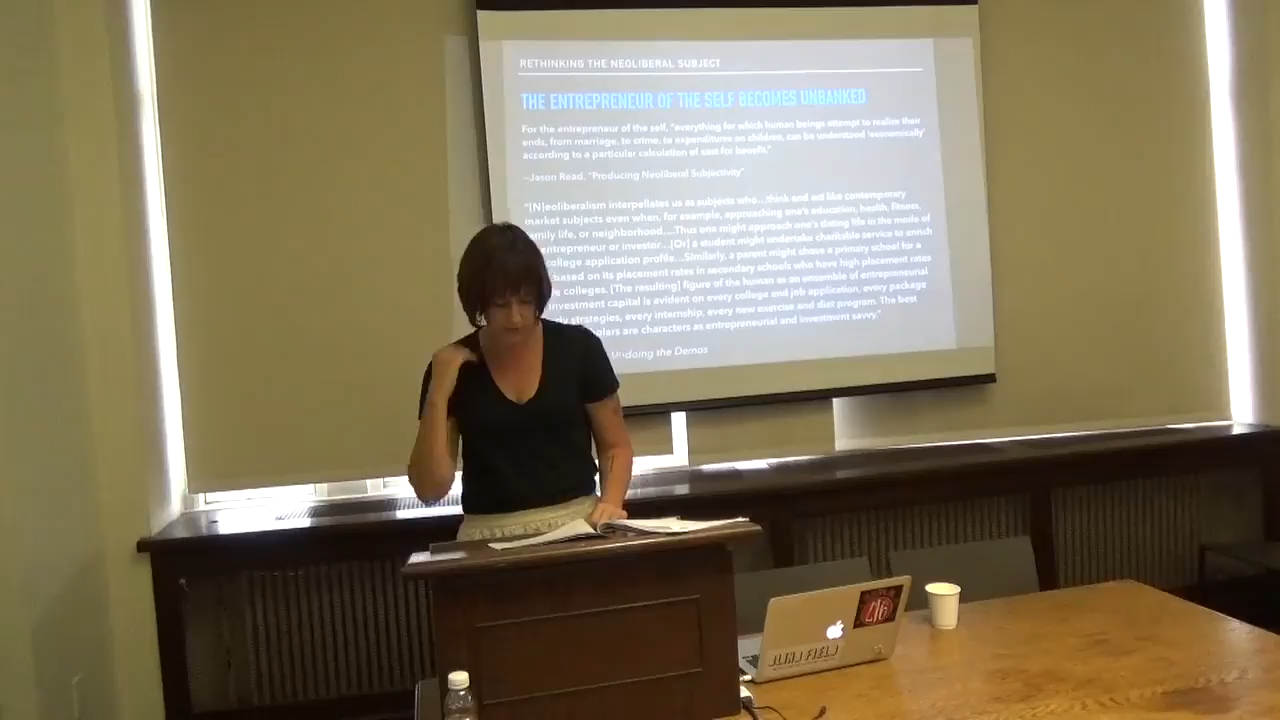 RETHINKING THE NEOLIBERAL SUBJECT
THE ENTREPRENEUR OF THE SELF BECOMES UNBANKED
For the entrepreneur of the self, "everything for which human beings attempt to realize their
ends, from marriage, to crime, to expenditures on children, can be understood 'economically'
according to a particular calculation of cost for benefit."
—Jason Read, "Producing Neoliberal Subjectivity"
"[N]eoliberalism interpellates us as subjects who...think and act like contemporary
market subjects even when, for example, approaching one's education, health, fitness,
family life, or neighborhood....Thus one might approach one's dating life in the mode of
entrepreneur or investor...[Or] a student might undertake charitable service to enrich
college application profile...Similarly, a parent might chose a primary school for a
based on its placement rates in secondary schools who have high placement rates
colleges. [The resulting] figure of the human as an ensemble of entrepreneurial
investment capital is evident on every college and job application, every package
strategies, every internship, every new exercise and diet program. The best
are characters as entrepreneurial and investment savvy."
Undoing the Demos
FIELD